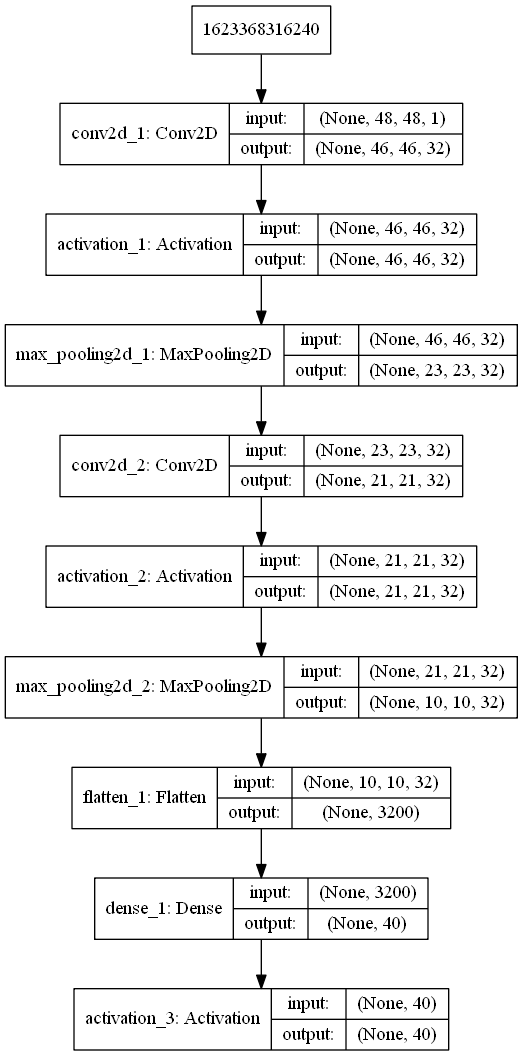 1623368316240
conv2d_1: Conv2D
input:
(None, 48, 48, 1)
output:
(None, 46, 46, 32)
activation_1: Activation
input:
(None, 46, 46, 32)
output:
(None, 46, 46, 32)
max_pooling2d_1: MaxPooling2D
input:
(None, 46, 46, 32)
output:
(None, 23, 23, 32)
conv2d_2: Conv2D
input:
(None, 23, 23, 32)
output:
(None, 21, 21, 32)
activation_2: Activation
input:
(None, 21, 21, 32)
output:
(None, 21, 21, 32)
max_pooling2d_2: MaxPooling2D
input:
(None, 21, 21, 32)
output:
(None, 10, 10, 32)
flatten_1: Flatten
input:
(None, 10, 10, 32)
output:
(None, 3200)
dense_1: Dense
input:
(None, 3200)
output:
(None, 40)
activation_3: Activation
input:
(None, 40)
output:
(None, 40)